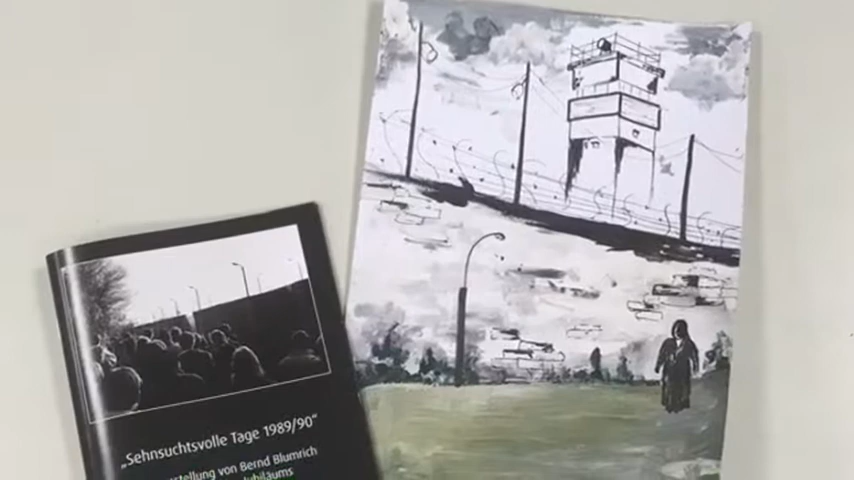 „Sehnsuchtsvolle Tage 1989/90“
von Bernd Blumrich